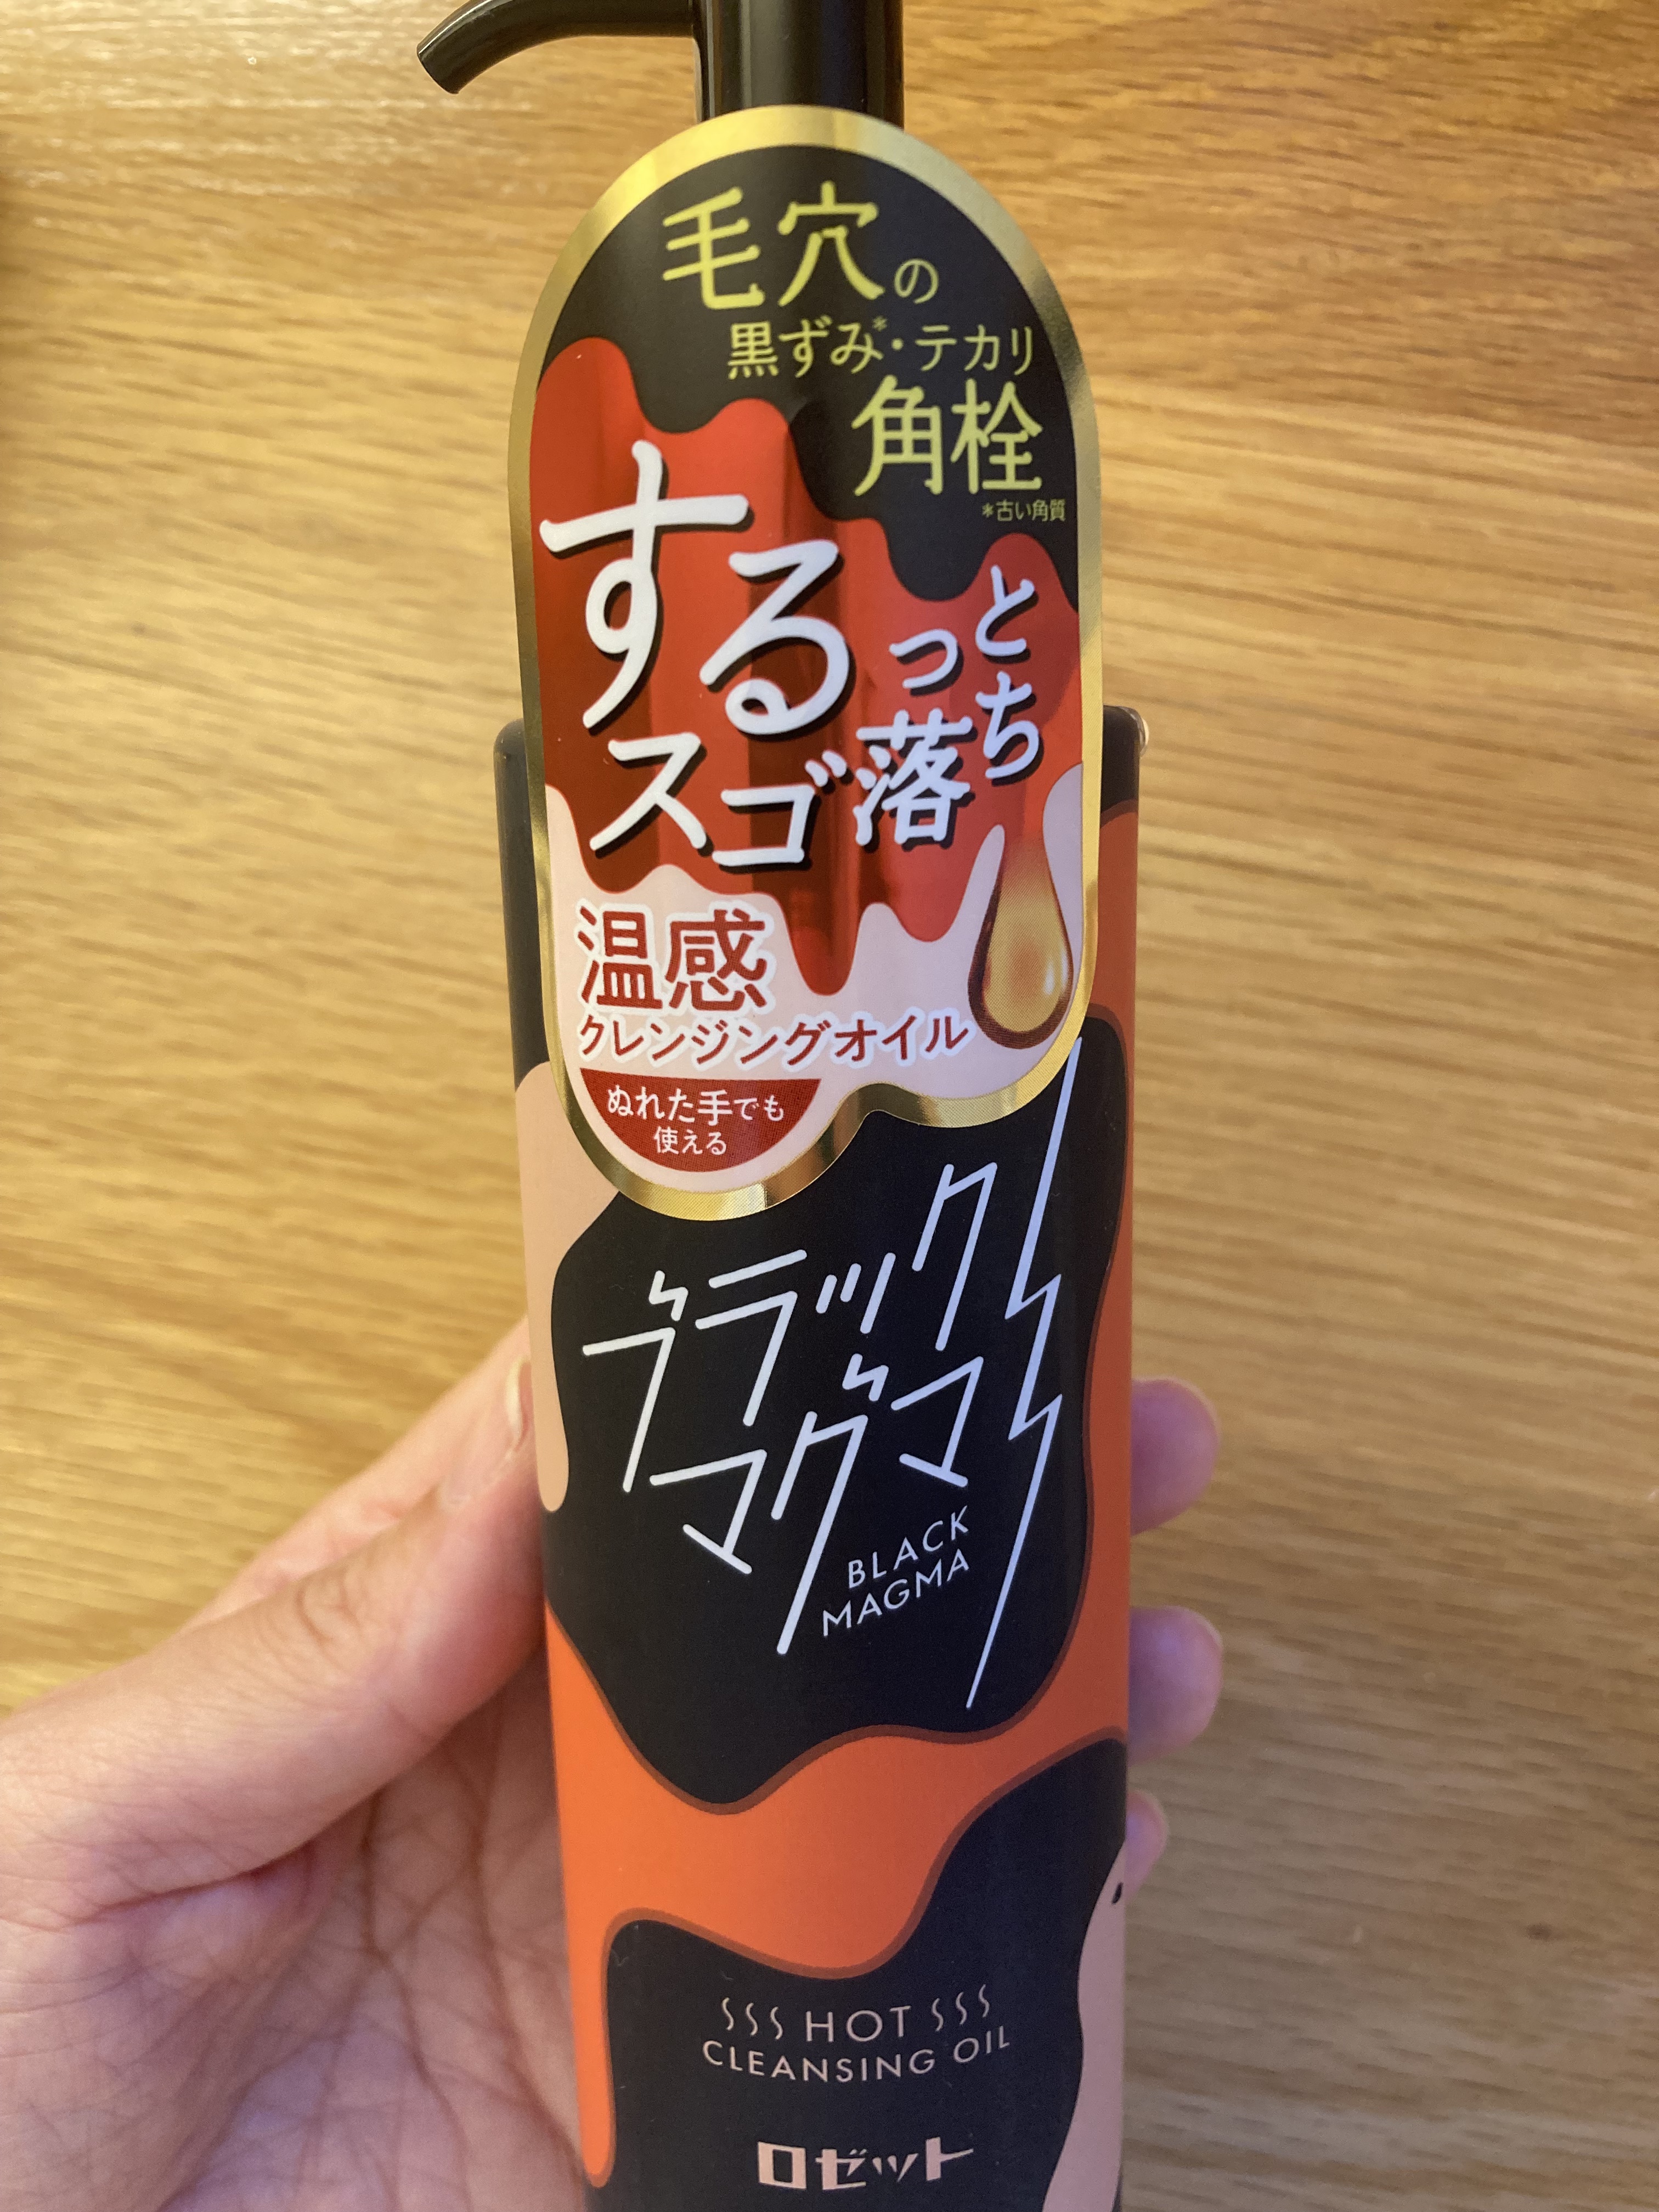 毛穴の
黒ずみ*・テカリ
角栓
*古い角質
するっとち
スゴ落
温感
クレンジングオイル
ぬれた手でも
使える
ブラック
マグマ
BLACK
MAGMA
HOT
CLEANSING OIL
ロゼット